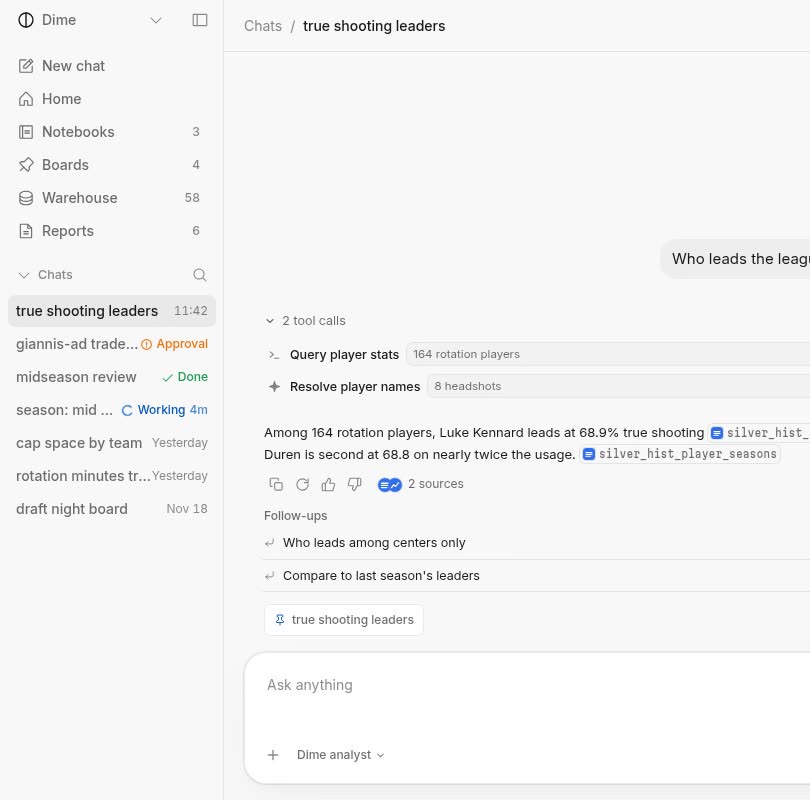 Dime
New chat
Home
Notebooks 3
Boards 4
Warehouse 58
Reports 6
Chats
true shooting leaders 11:42
giannis-ad trade... Approval
midseason review Done
season: mid ... Working 4m
cap space by team Yesterday
rotation minutes tr... Yesterday
draft night board Nov 18
Chats / true shooting leaders
Who leads the leag
2 tool calls
Query player stats 164 rotation players
Resolve player names 8 headshots
Among 164 rotation players, Luke Kennard leads at 68.9% true shooting silver_hist_
Duren is second at 68.8 on nearly twice the usage. silver_hist_player_seasons
2 sources
Follow-ups
Who leads among centers only
Compare to last season's leaders
true shooting leaders
Ask anything
Dime analyst